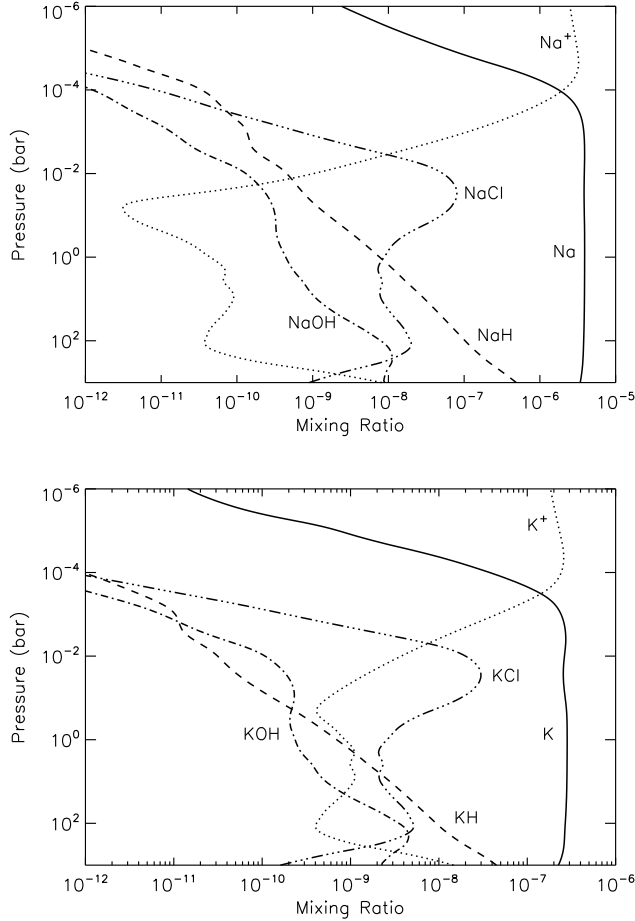 10⁻⁶
Na⁺
10⁻⁴
10⁻²
NaCl
Pressure (bar)
10⁰
Na
NaOH
NaH
10²
10⁻¹² 10⁻¹¹ 10⁻¹⁰ 10⁻⁹ 10⁻⁸ 10⁻⁷ 10⁻⁶ 10⁻⁵
Mixing Ratio
10⁻⁶
K⁺
10⁻⁴
10⁻²
KCl
Pressure (bar)
10⁰
KOH
K
KH
10²
10⁻¹² 10⁻¹¹ 10⁻¹⁰ 10⁻⁹ 10⁻⁸ 10⁻⁷ 10⁻⁶
Mixing Ratio